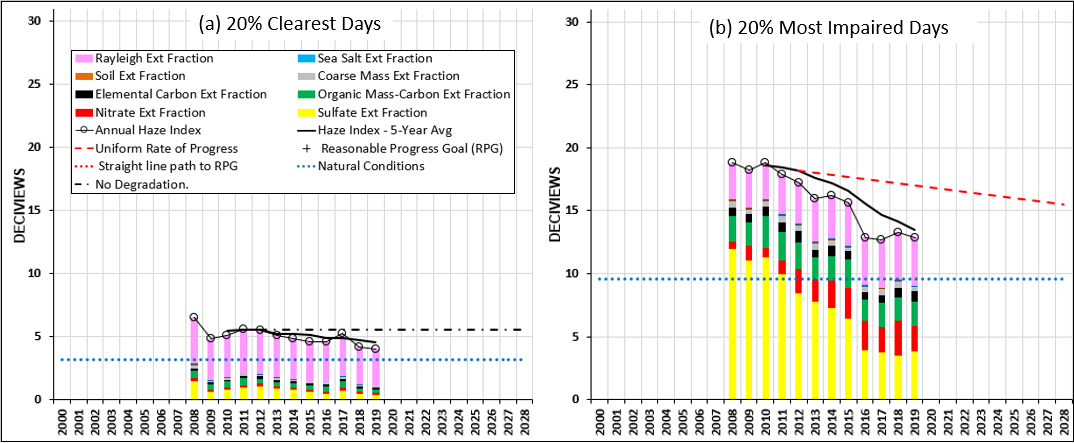 (a) 20% Clearest Days
DECIVIEWS
30
25
20
15
10
5
0
Rayleigh Ext Fraction
Sea Salt Ext Fraction
Soil Ext Fraction
Coarse Mass Ext Fraction
Elemental Carbon Ext Fraction
Organic Mass-Carbon Ext Fraction
Nitrate Ext Fraction
Sulfate Ext Fraction
Annual Haze Index
Haze Index - 5-Year Avg
Uniform Rate of Progress
Reasonable Progress Goal (RPG)
Straight line path to RPG
Natural Conditions
No Degradation.
2000 2001 2002 2003 2004 2005 2006 2007 2008 2009 2010 2011 2012 2013 2014 2015 2016 2017 2018 2019 2020 2021 2022 2023 2024 2025 2026 2027 2028
(b) 20% Most Impaired Days
DECIVIEWS
30
25
20
15
10
5
0
2000 2001 2002 2003 2004 2005 2006 2007 2008 2009 2010 2011 2012 2013 2014 2015 2016 2017 2018 2019 2020 2021 2022 2023 2024 2025 2026 2027 2028